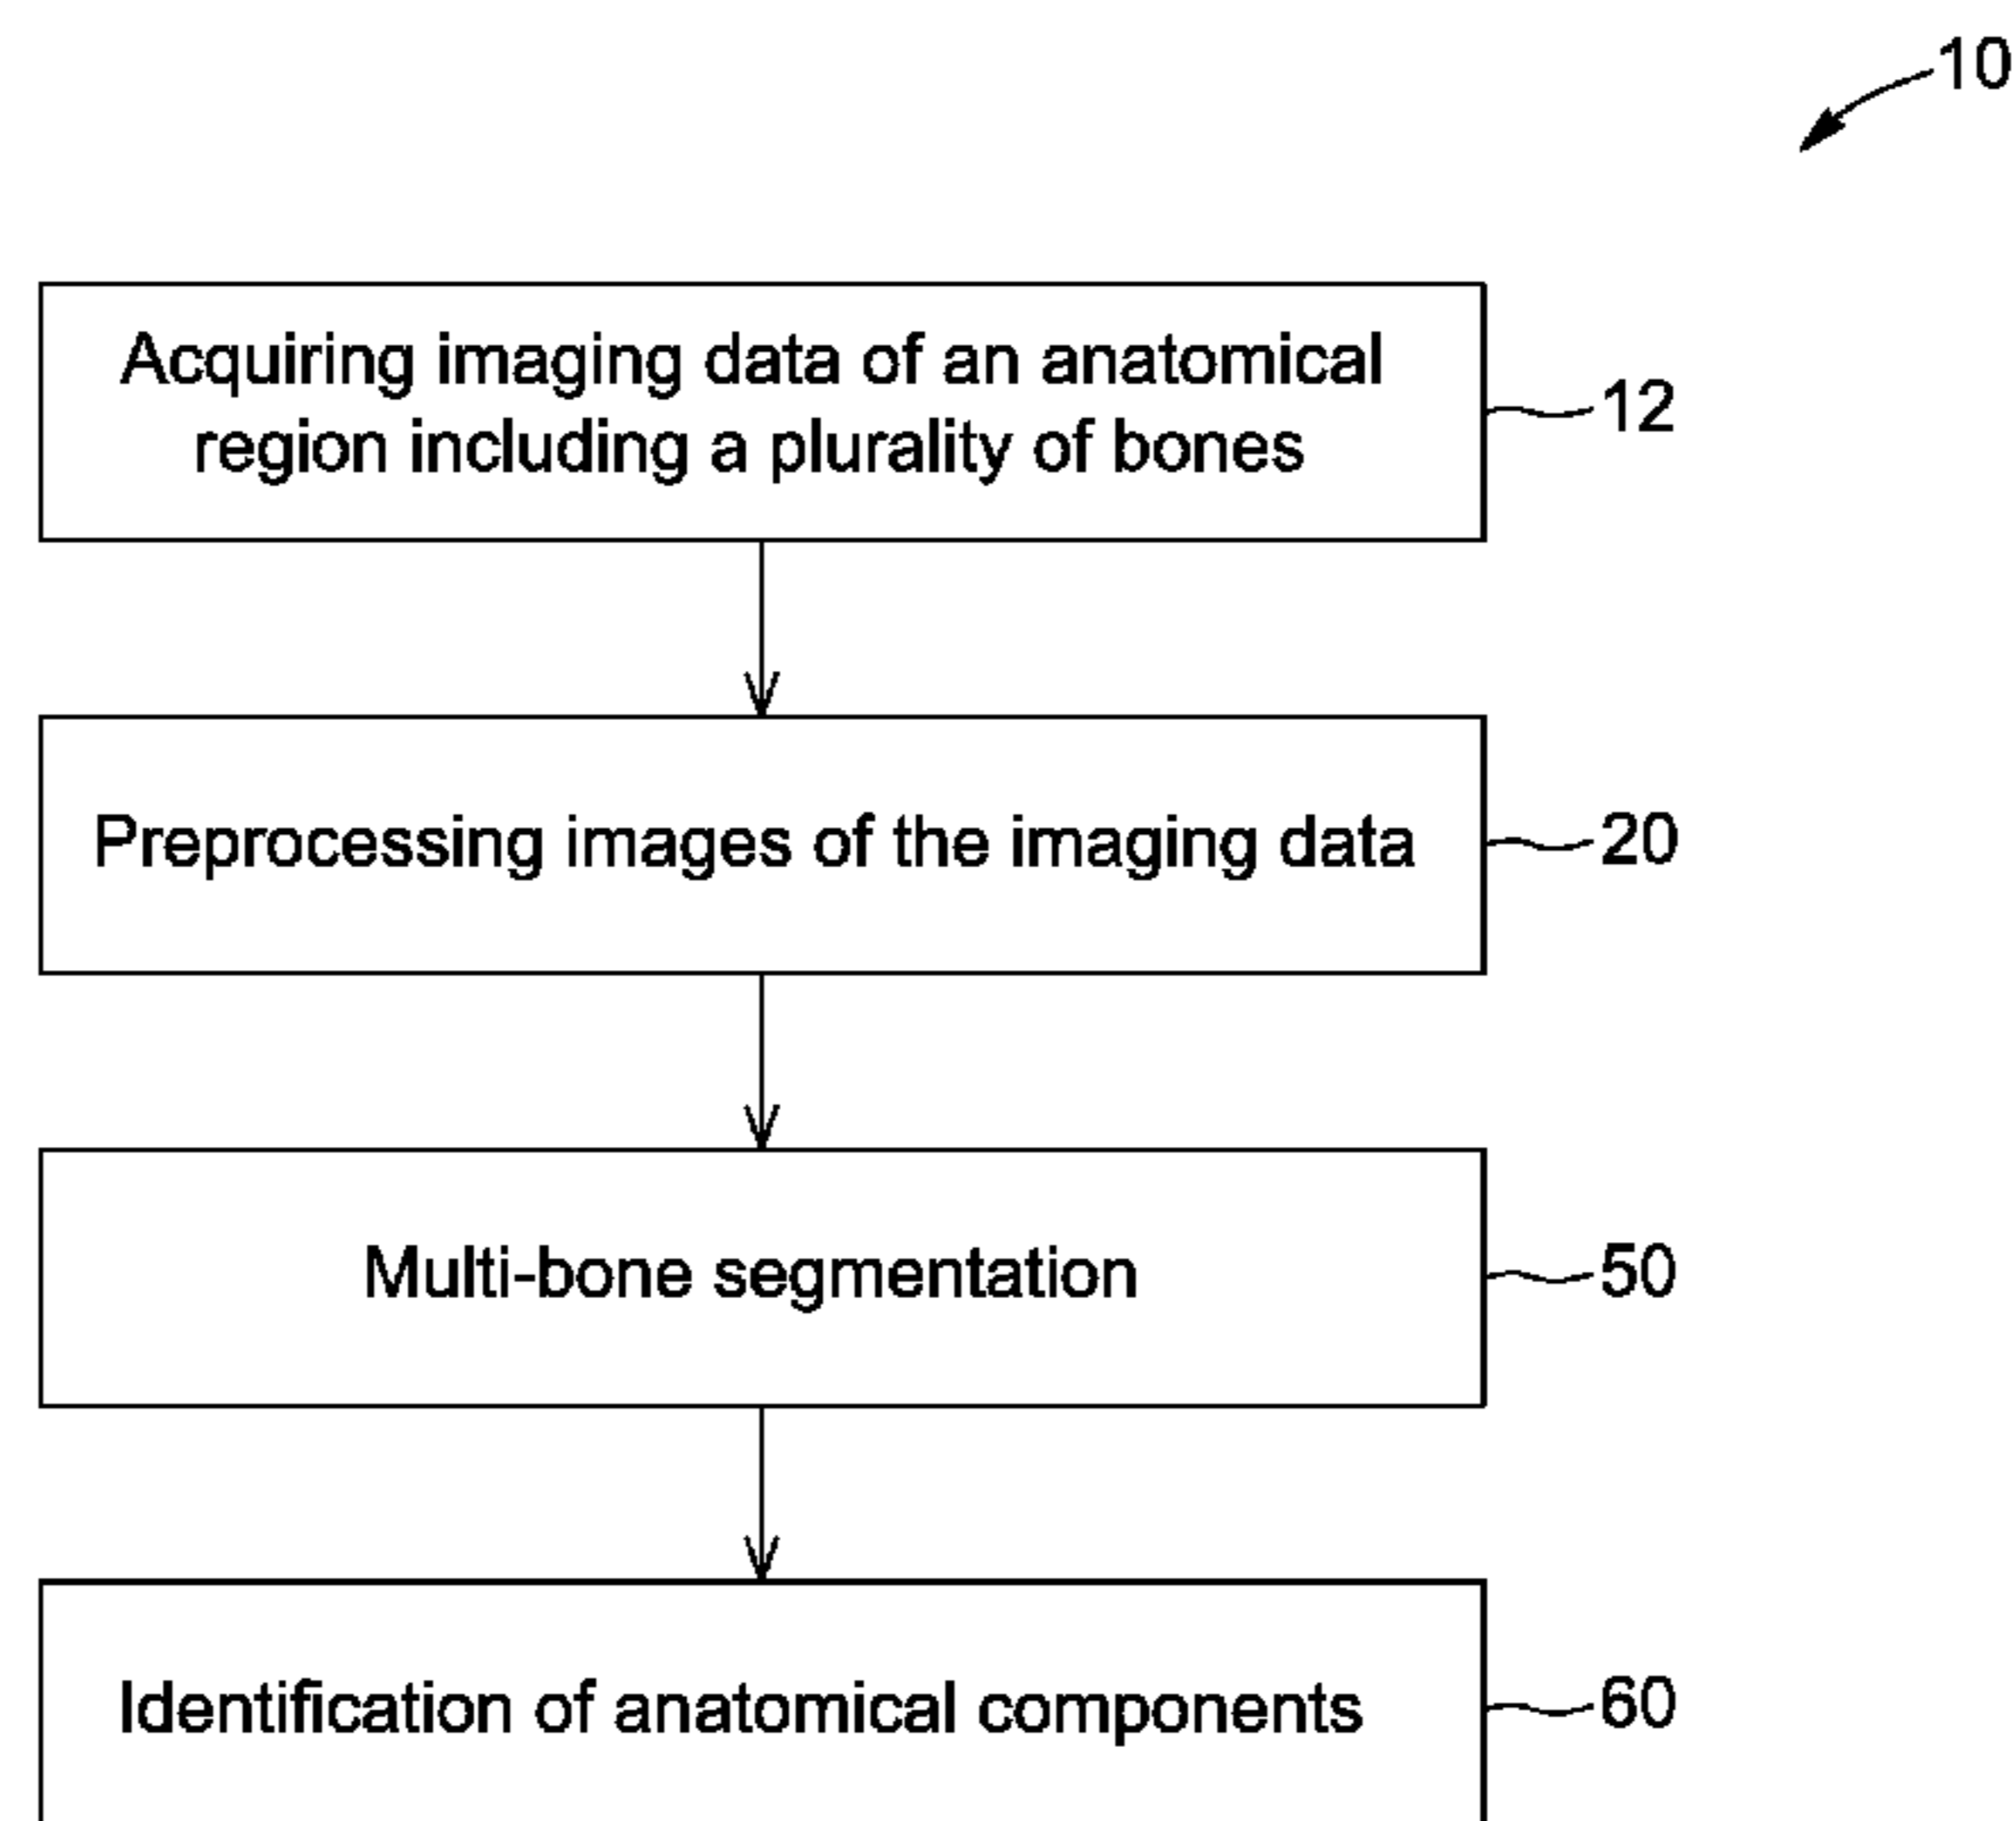 10
Acquiring imaging data of an anatomical
region including a plurality of bones
12
Preprocessing images of the imaging data
20
Multi-bone segmentation
50
Identification of anatomical components
60